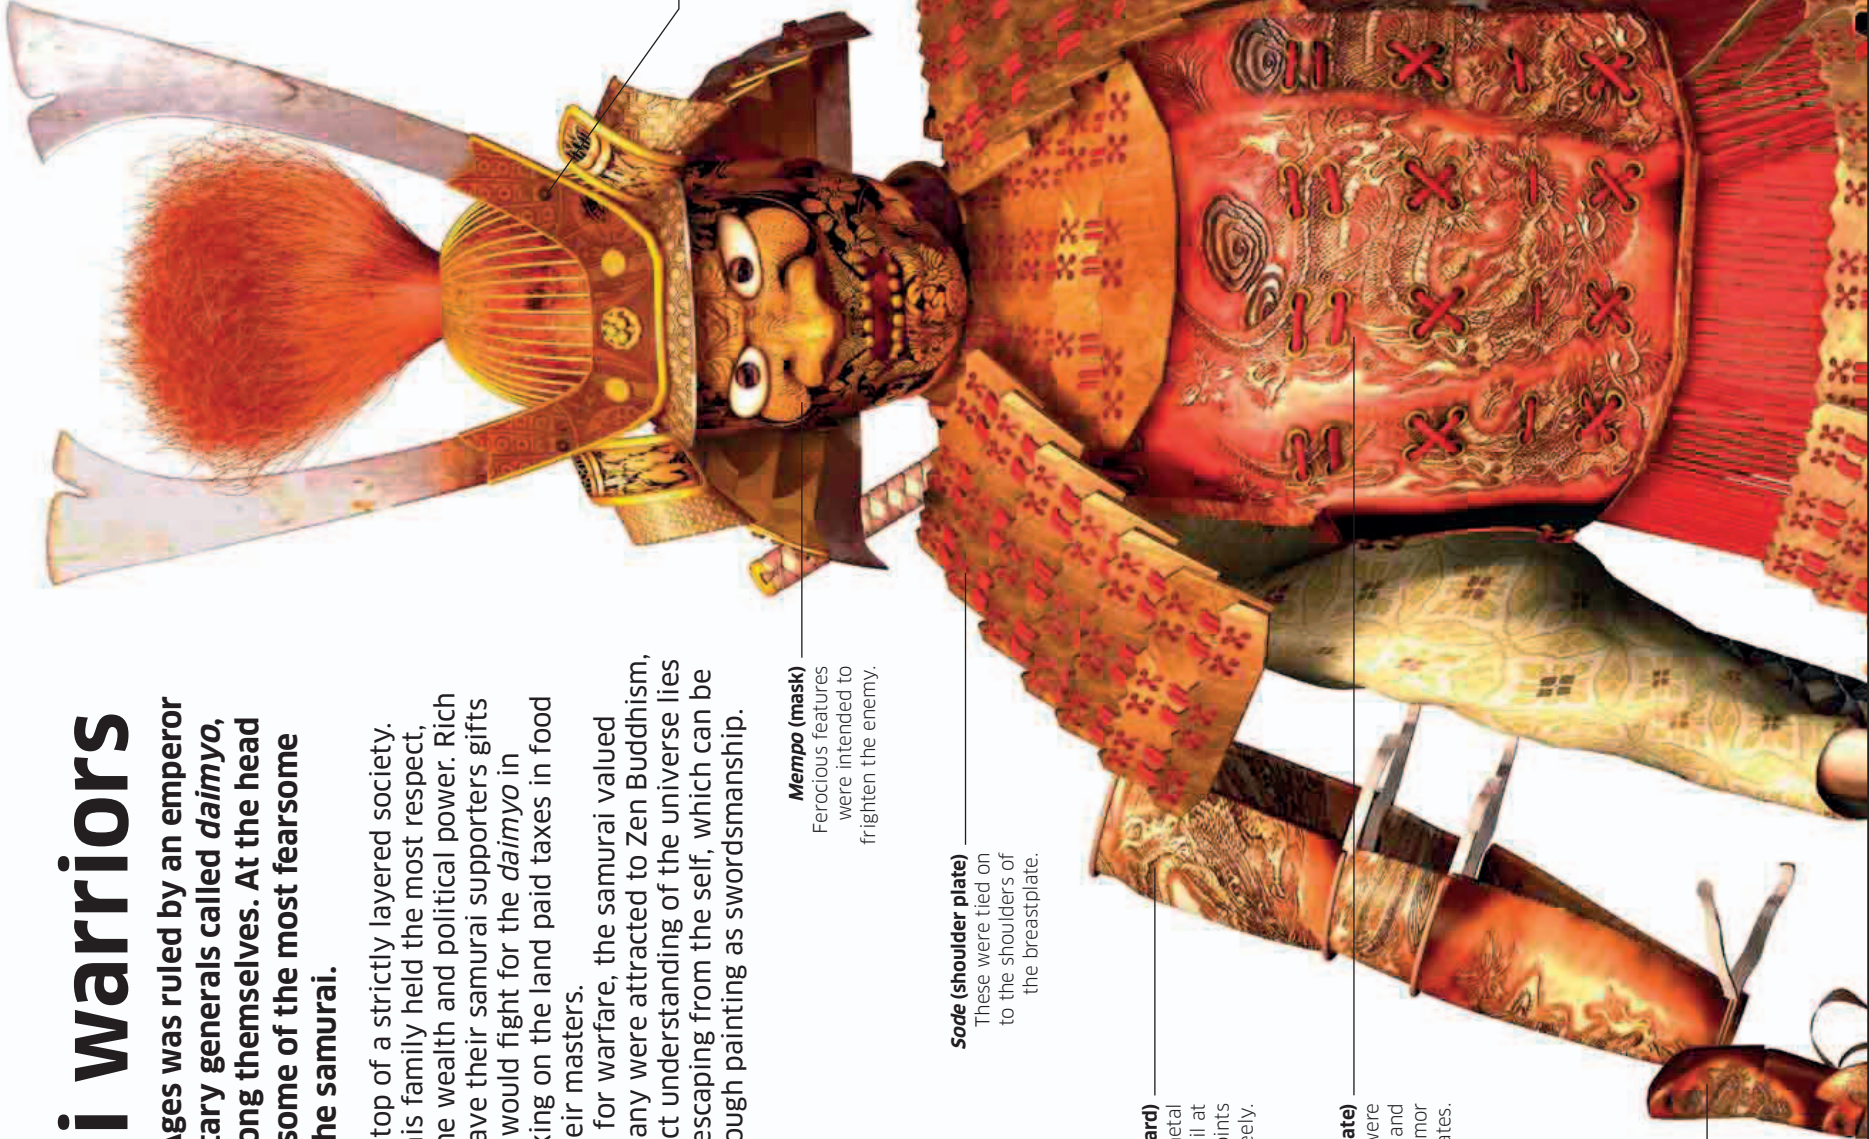 i warriors
Ages was ruled by an emperor
tary generals called daimyo,
ong themselves. At the head
some of the most fearsome
he samurai.
top of a strictly layered society.
is family held the most respect,
ne wealth and political power. Rich
ave their samurai supporters gifts
would fight for the daimyo in
king on the land paid taxes in food
eir masters.
for warfare, the samurai valued
any were attracted to Zen Buddhism,
ct understanding of the universe lies
escaping from the self, which can be
ough painting as swordsmanship.
Mempo (mask)
Ferocious features
were intended to
frighten the enemy.
Sode (shoulder plate)
These were tied on
to the shoulders of
the breastplate.
ard)
etal
il at
oints
eely.
ate)
were
and
mor
ates.